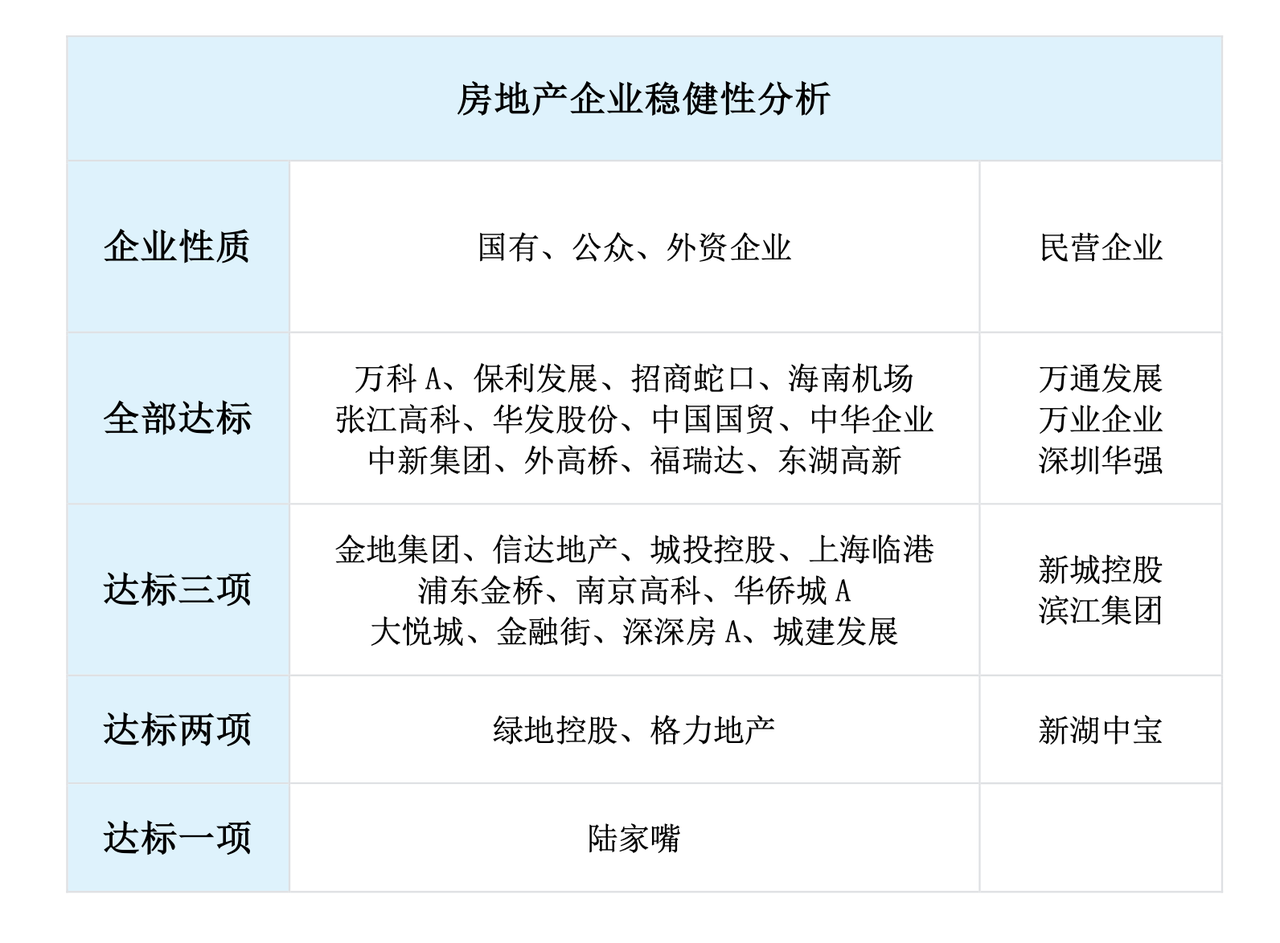 房地产企业稳健性分析
企业性质
国有、公众、外资企业
民营企业
全部达标
万科 A、保利发展、招商蛇口、海南机场
张江高科、华发股份、中国国贸、中华企业
中新集团、外高桥、福瑞达、东湖高新
万通发展
万业企业
深圳华强
达标三项
金地集团、信达地产、城投控股、上海临港
浦东金桥、南京高科、华侨城 A
大悦城、金融街、深深房 A、城建发展
新城控股
滨江集团
达标两项
绿地控股、格力地产
新湖中宝
达标一项
陆家嘴